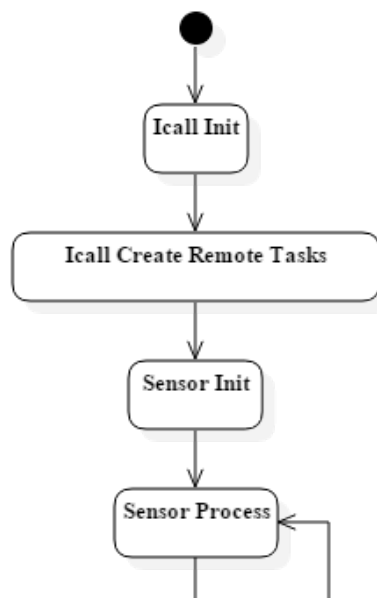 Icall Init
Icall Create Remote Tasks
Sensor Init
Sensor Process